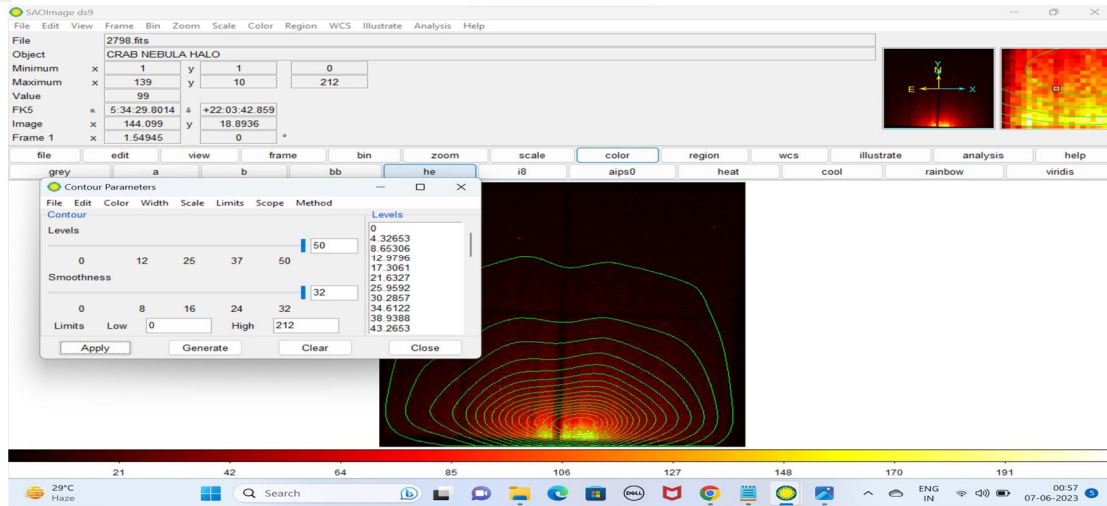 SAOImage ds9
File Edit View Frame Bin Zoom Scale Color Region WCS Illustrate Analysis Help
File 2798.fits
Object CRAB NEBULA HALO
Minimum x 1 y 1 0
Maximum x 139 y 10 212
Value 99
FK5 α 5:34:29.8014 δ +22:03:42.859
Image x 144.099 y 18.8936
Frame 1 x 1.54945 0 °
Y
N
E X
file edit view frame bin zoom scale color region wcs illustrate analysis help
grey a b bb he i8 aips0 heat cool rainbow viridis
Contour Parameters
File Edit Color Width Scale Limits Scope Method
Contour
Levels
50
0 12 25 37 50
Smoothness
32
0 8 16 24 32
Limits Low 0 High 212
Levels
0
4.32653
8.65306
12.9796
17.3061
21.6327
25.9592
30.2857
34.6122
38.9388
43.2653
Apply Generate Clear Close
21 42 64 85 106 127 148 170 191
29°C
Haze
Search
DELL
ENG
IN
00:57
07-06-2023
5